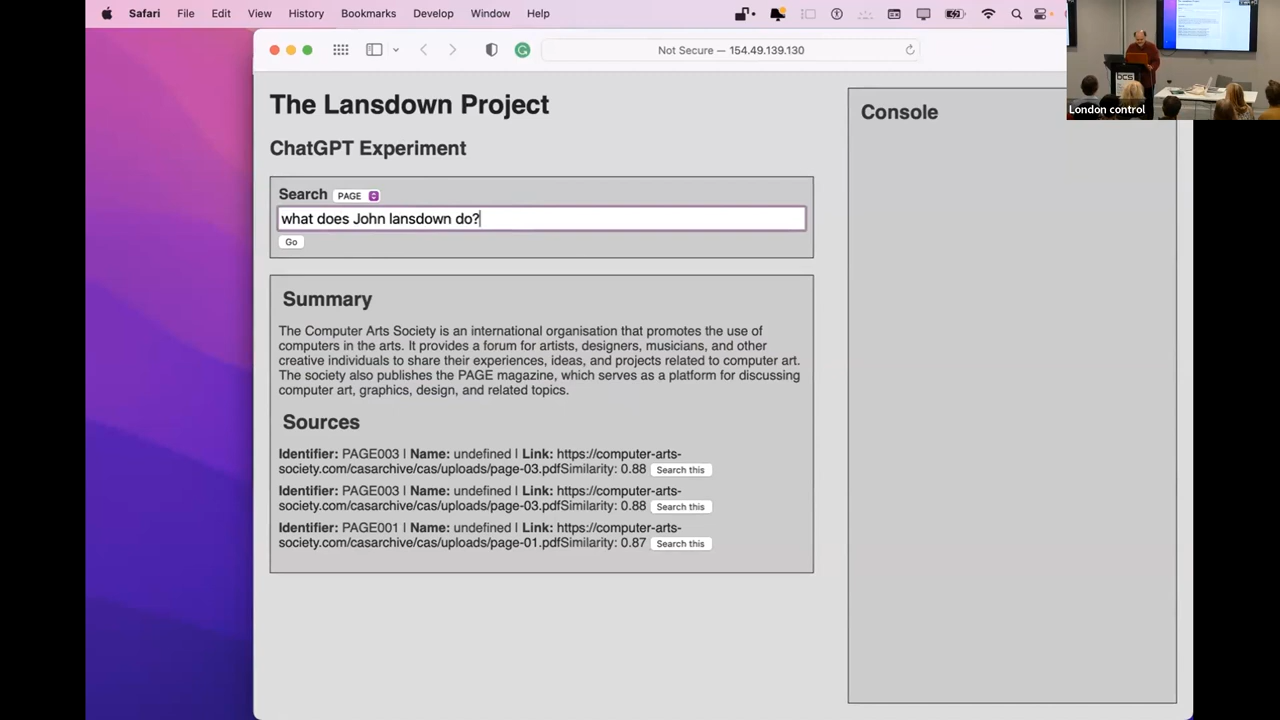 Safari File Edit View History Bookmarks Develop Window Help
Not Secure — 154.49.139.130
London control
bcs
The Lansdown Project
ChatGPT Experiment
Search PAGE
what does John lansdown do?
Go
Summary
The Computer Arts Society is an international organisation that promotes the use of
computers in the arts. It provides a forum for artists, designers, musicians, and other
creative individuals to share their experiences, ideas, and projects related to computer art.
The society also publishes the PAGE magazine, which serves as a platform for discussing
computer art, graphics, design, and related topics.
Sources
Identifier: PAGE003 | Name: undefined | Link: https://computer-arts-
society.com/casarchive/cas/uploads/page-03.pdfSimilarity: 0.88 Search this
Identifier: PAGE003 | Name: undefined | Link: https://computer-arts-
society.com/casarchive/cas/uploads/page-03.pdfSimilarity: 0.88 Search this
Identifier: PAGE001 | Name: undefined | Link: https://computer-arts-
society.com/casarchive/cas/uploads/page-01.pdfSimilarity: 0.87 Search this
Console